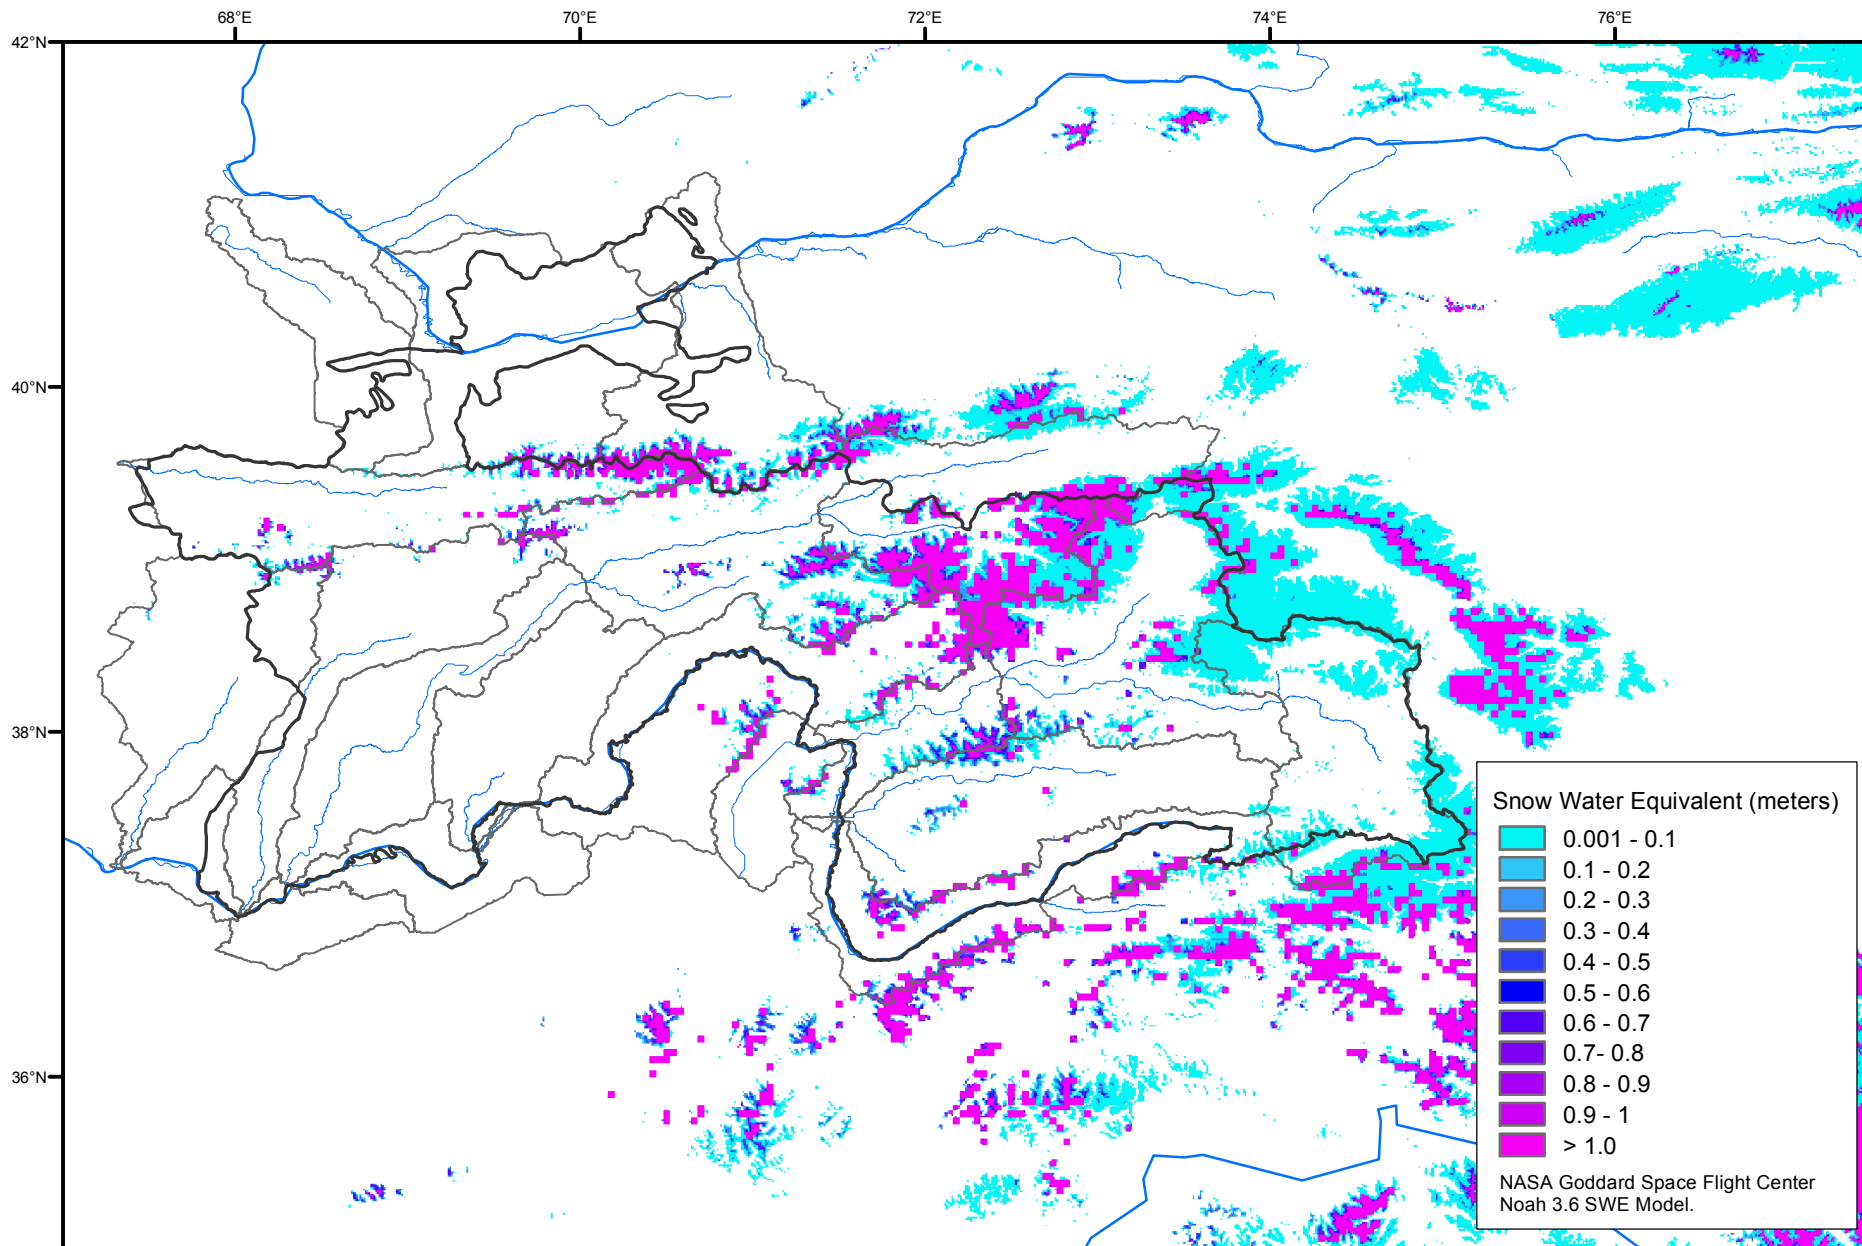 68°E
70°E
72°E
74°E
76°E
42°N
40°N
38°N
36°N
Snow Water Equivalent (meters)
0.001 - 0.1
0.1 - 0.2
0.2 - 0.3
0.3 - 0.4
0.4 - 0.5
0.5 - 0.6
0.6 - 0.7
0.7- 0.8
0.8 - 0.9
0.9 - 1
> 1.0
NASA Goddard Space Flight Center
Noah 3.6 SWE Model.